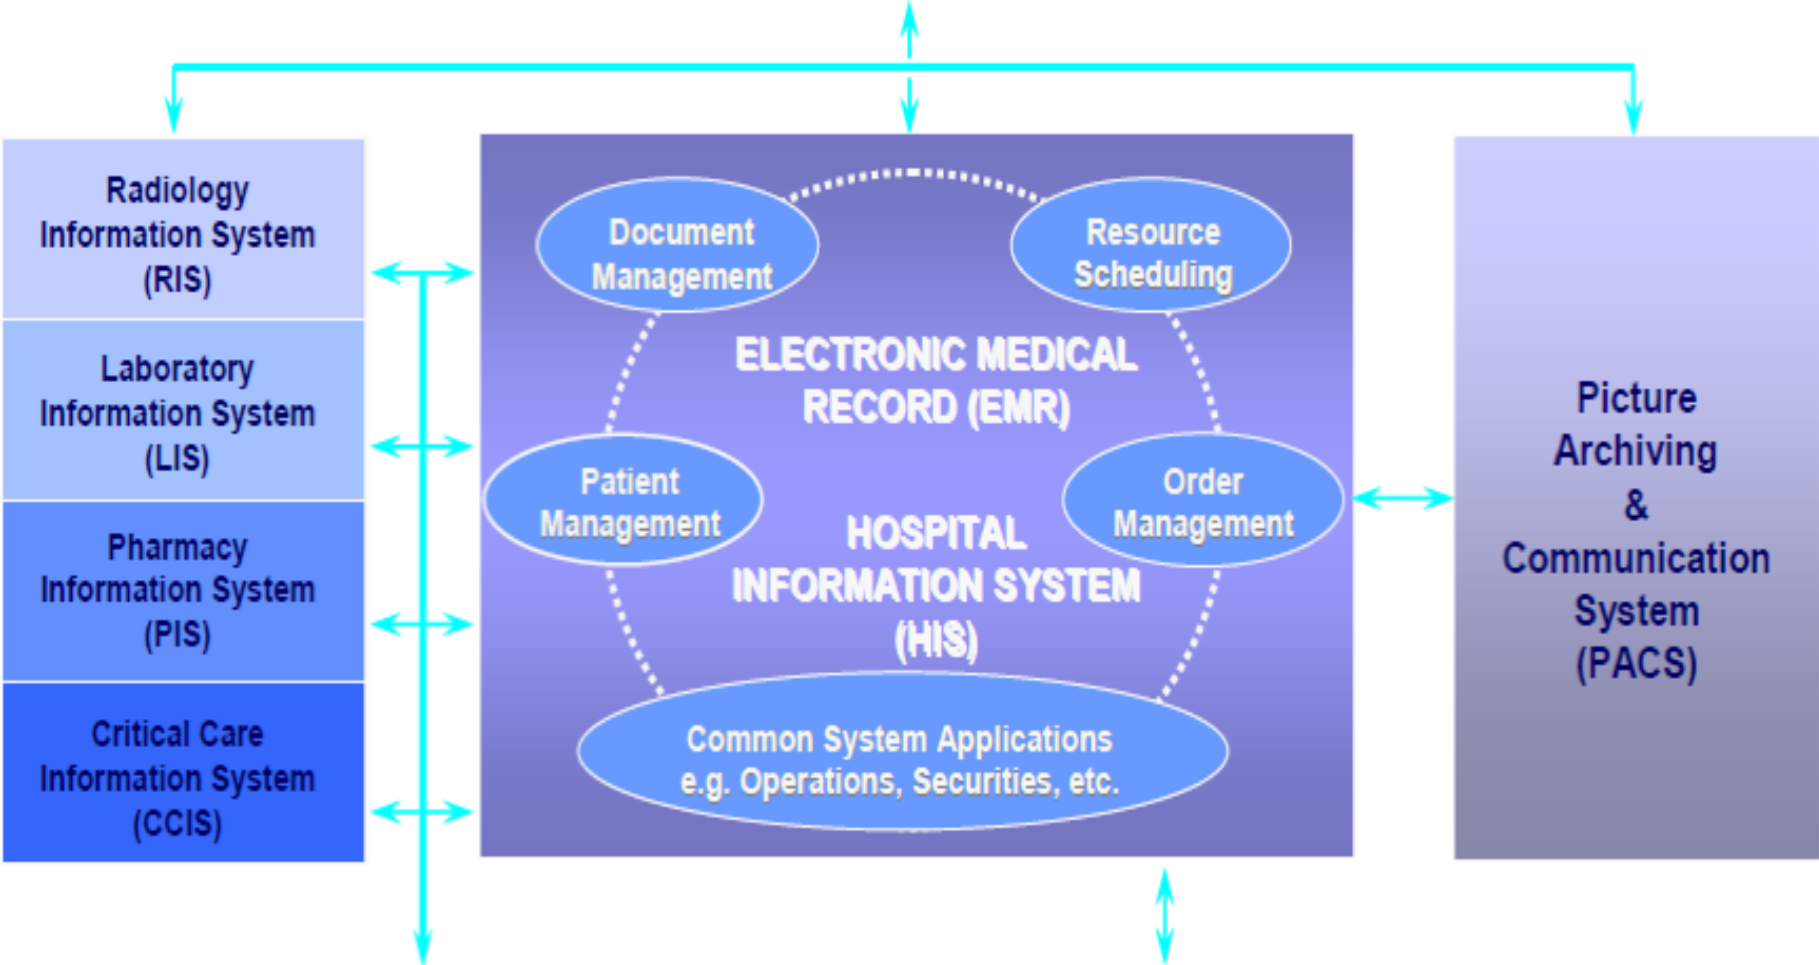 Radiology
Information System
(RIS)
Laboratory
Information System
(LIS)
Pharmacy
Information System
(PIS)
Critical Care
Information System
(CCIS)
Document
Management
Resource
Scheduling
ELECTRONIC MEDICAL
RECORD (EMR)
Patient
Management
Order
Management
HOSPITAL
INFORMATION SYSTEM
(HIS)
Common System Applications
e.g. Operations, Securities, etc.
Picture
Archiving
&
Communication
System
(PACS)